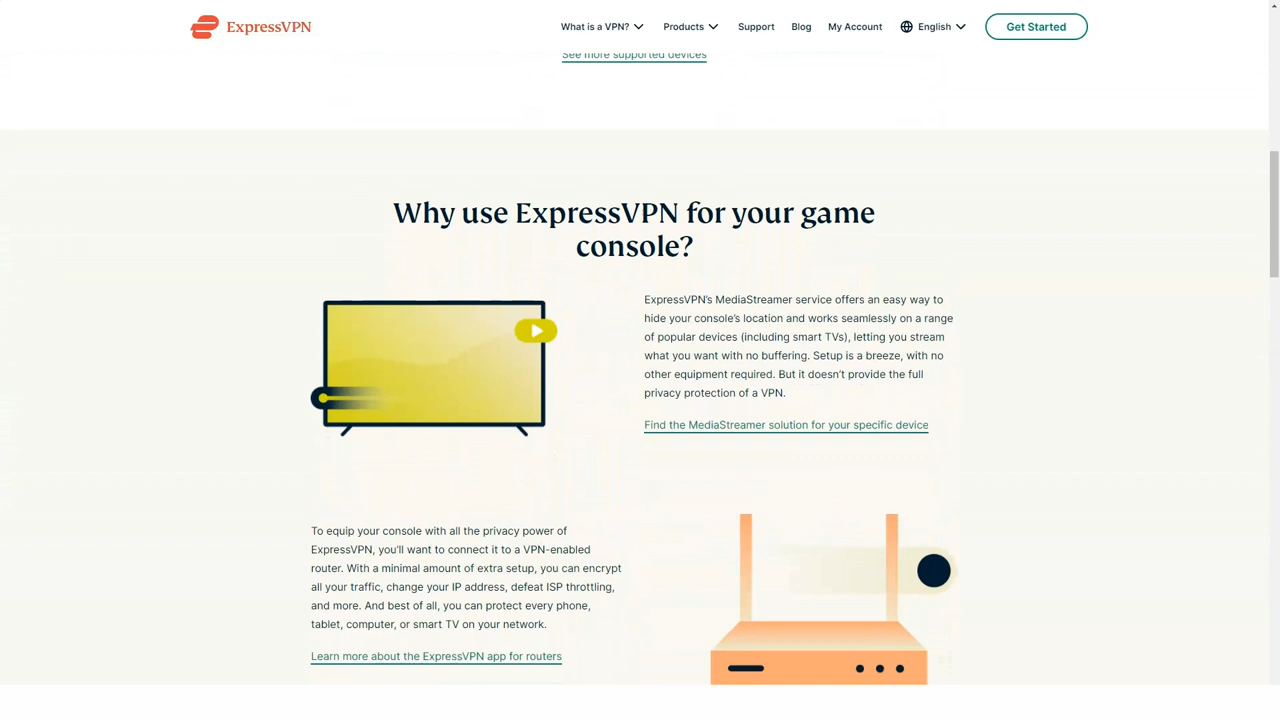 ExpressVPN
What is a VPN?
Products
Support
Blog
My Account
English
Get Started
See more supported devices
Why use ExpressVPN for your game
console?
ExpressVPN's MediaStreamer service offers an easy way to
hide your console's location and works seamlessly on a range
of popular devices (including smart TVs), letting you stream
what you want with no buffering. Setup is a breeze, with no
other equipment required. But it doesn't provide the full
privacy protection of a VPN.
Find the MediaStreamer solution for your specific device
To equip your console with all the privacy power of
ExpressVPN, you'll want to connect it to a VPN-enabled
router. With a minimal amount of extra setup, you can encrypt
all your traffic, change your IP address, defeat ISP throttling,
and more. And best of all, you can protect every phone,
tablet, computer, or smart TV on your network.
Learn more about the ExpressVPN app for routers